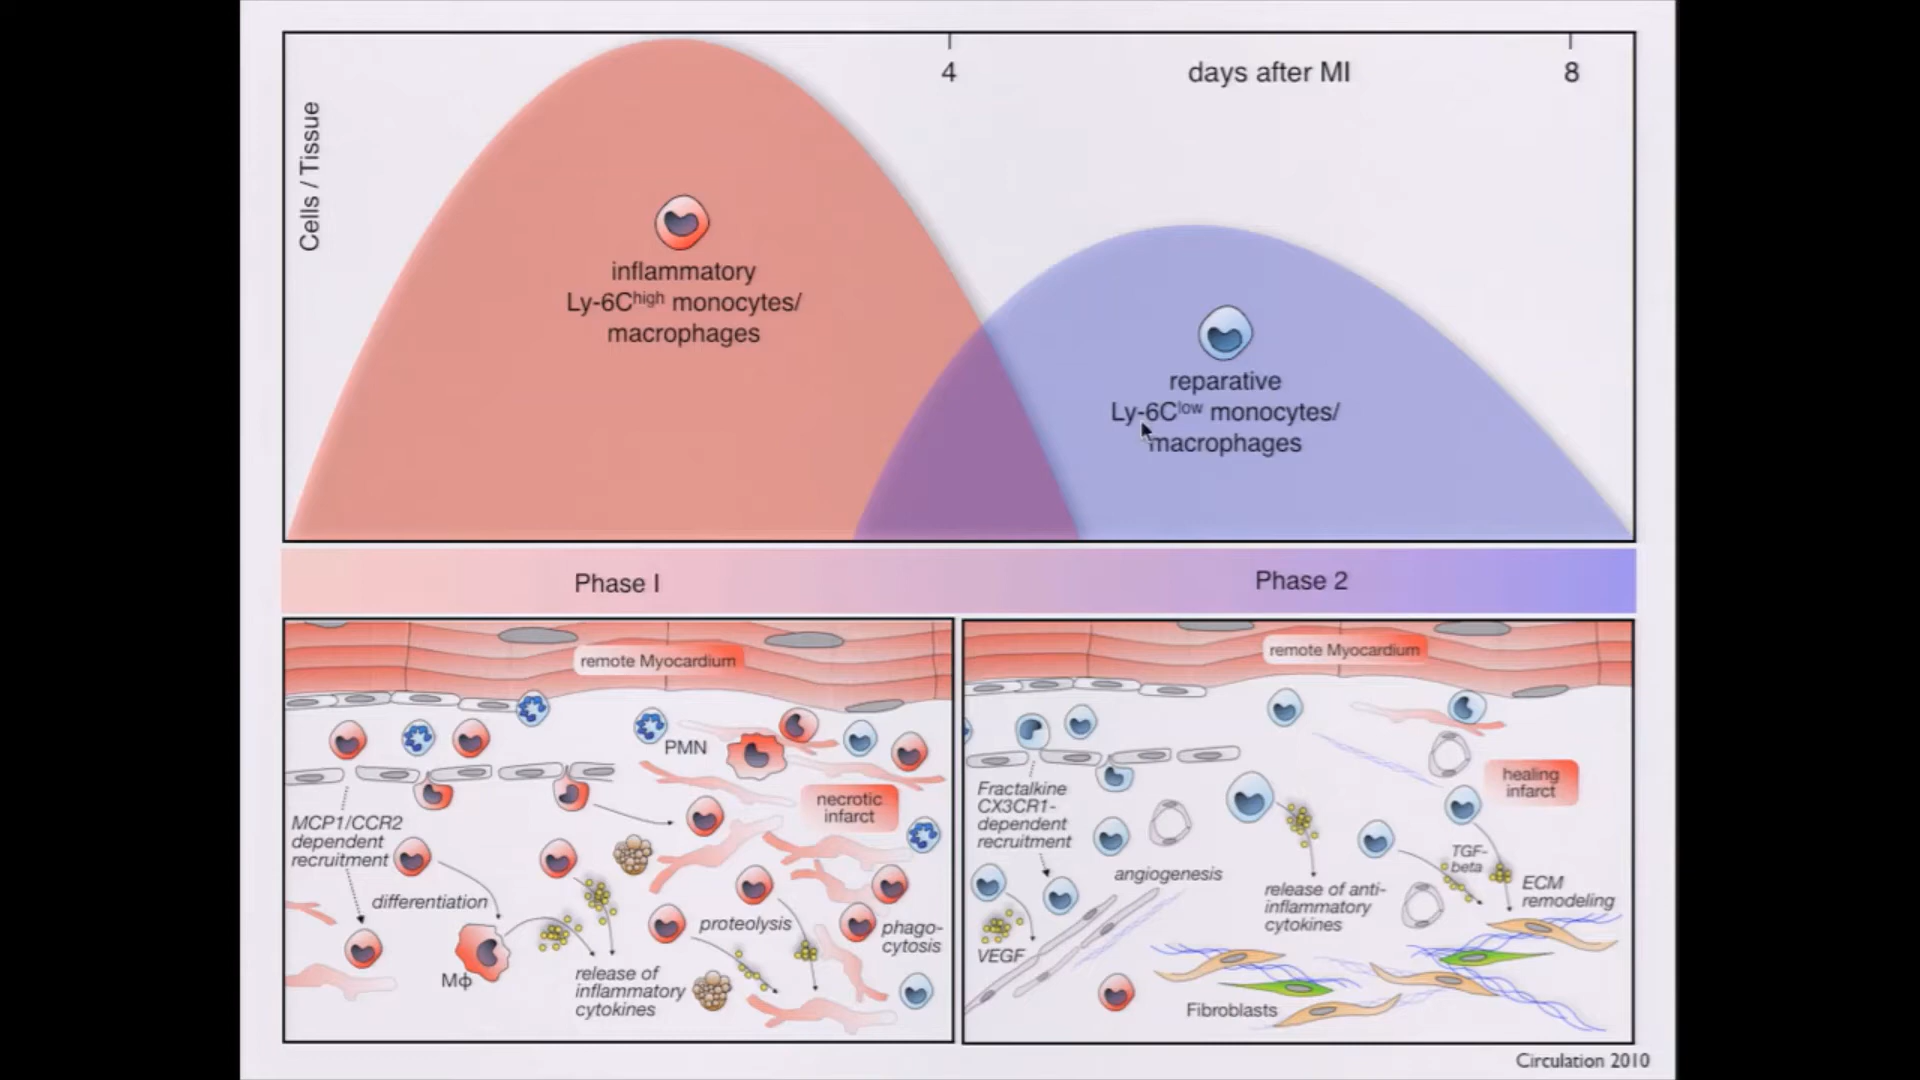 4
days after MI
8
Cells / Tissue
inflammatory
Ly-6Chigh monocytes/
macrophages
reparative
Ly-6Clow monocytes/
macrophages
Phase I
Phase 2
remote Myocardium
PMN
necrotic
infarct
MCP1/CCR2
dependent
recruitment
differentiation
Mϕ
release of
inflammatory
cytokines
proteolysis
phago-
cytosis
remote Myocardium
Fractalkine
CX3CR1-
dependent
recruitment
healing
infarct
angiogenesis
VEGF
release of anti-
inflammatory
cytokines
TGF-
beta
ECM
remodeling
Fibroblasts
Circulation 2010